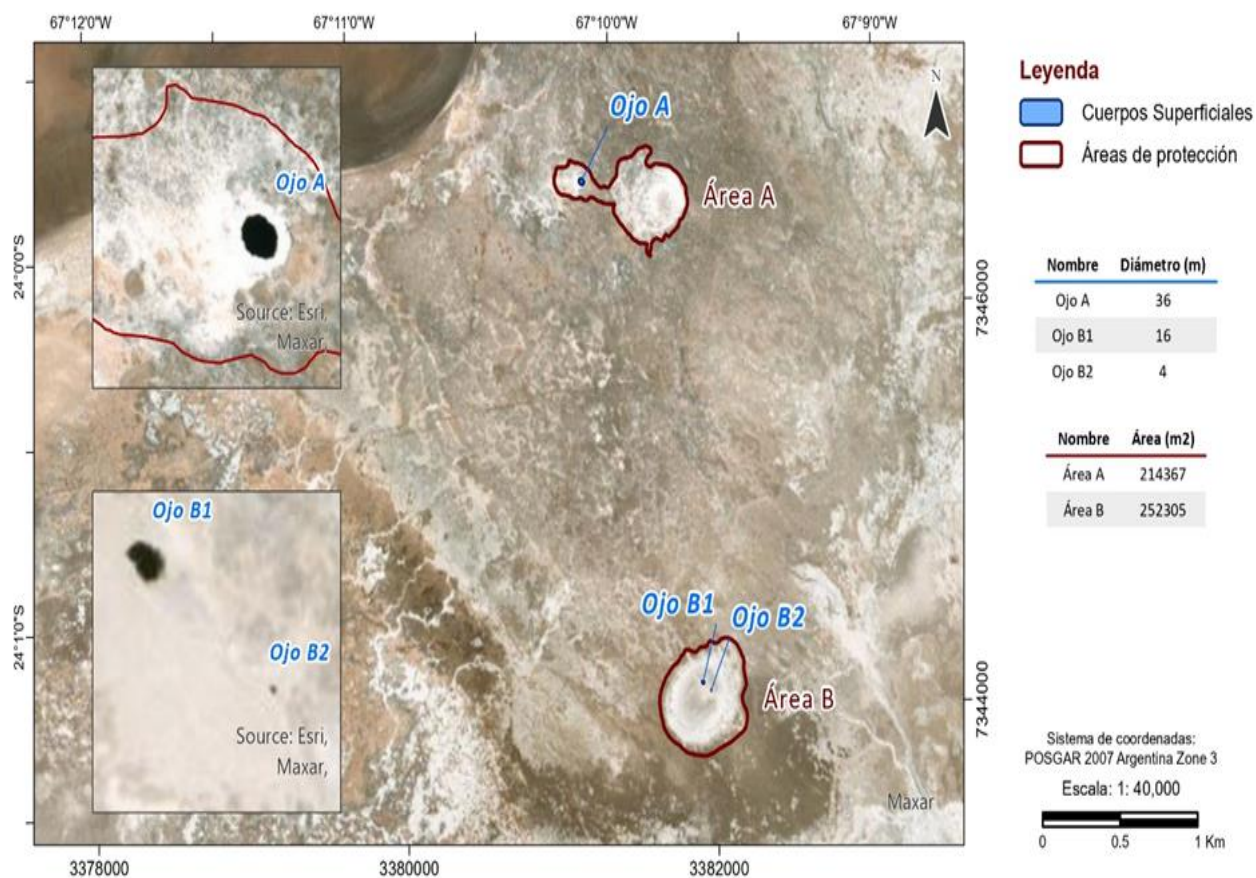 67°12'0"W 67°11'0"W 67°10'0"W 67°9'0"W
24°0'0"S
24°1'0"S
7346000
7344000
3378000 3380000 3382000
Ojo A
Source: Esri,
Maxar,
Ojo B1
Ojo B2
Source: Esri,
Maxar,
Ojo A
Área A
Ojo B1
Ojo B2
Área B
Maxar
N
Leyenda
Cuerpos Superficiales
Áreas de protección
Nombre Diámetro (m)
Ojo A 36
Ojo B1 16
Ojo B2 4
Nombre Área (m2)
Área A 214367
Área B 252305
Sistema de coordenadas:
POSGAR 2007 Argentina Zone 3
Escala: 1: 40,000
0 0.5 1 Km